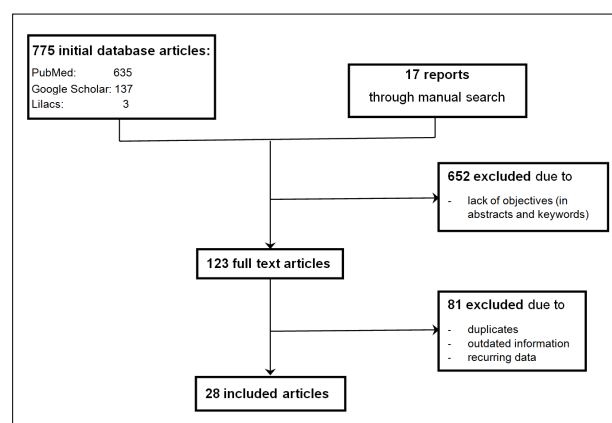 775 initial database articles:
PubMed: 635
Google Scholar: 137
Lilacs: 3
17 reports
through manual search
652 excluded due to
- lack of objectives (in
abstracts and keywords)
123 full text articles
81 excluded due to
- duplicates
- outdated information
- recurring data
28 included articles